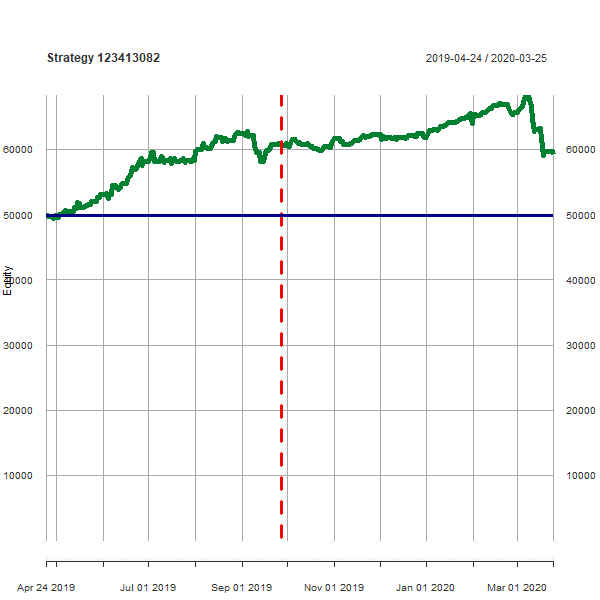 Strategy 123413082 2019-04-24 / 2020-03-25
60000 60000
50000 50000
Equity
40000 40000
30000 30000
20000 20000
10000 10000
Apr 24 2019 Jul 01 2019 Sep 01 2019 Nov 01 2019 Jan 01 2020 Mar 01 2020